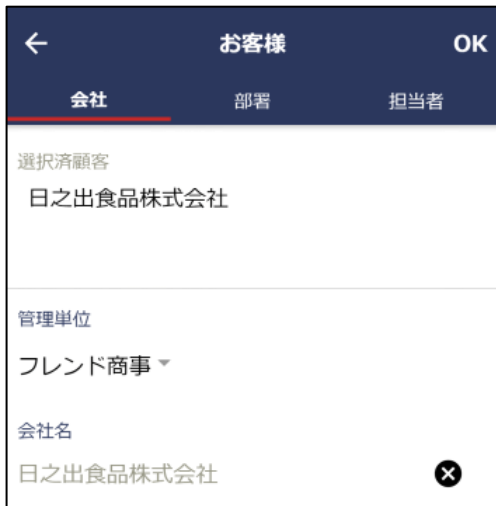 ← お客様 OK
会社 部署 担当者
選択済顧客
日之出食品株式会社
管理単位
フレンド商事
会社名
日之出食品株式会社